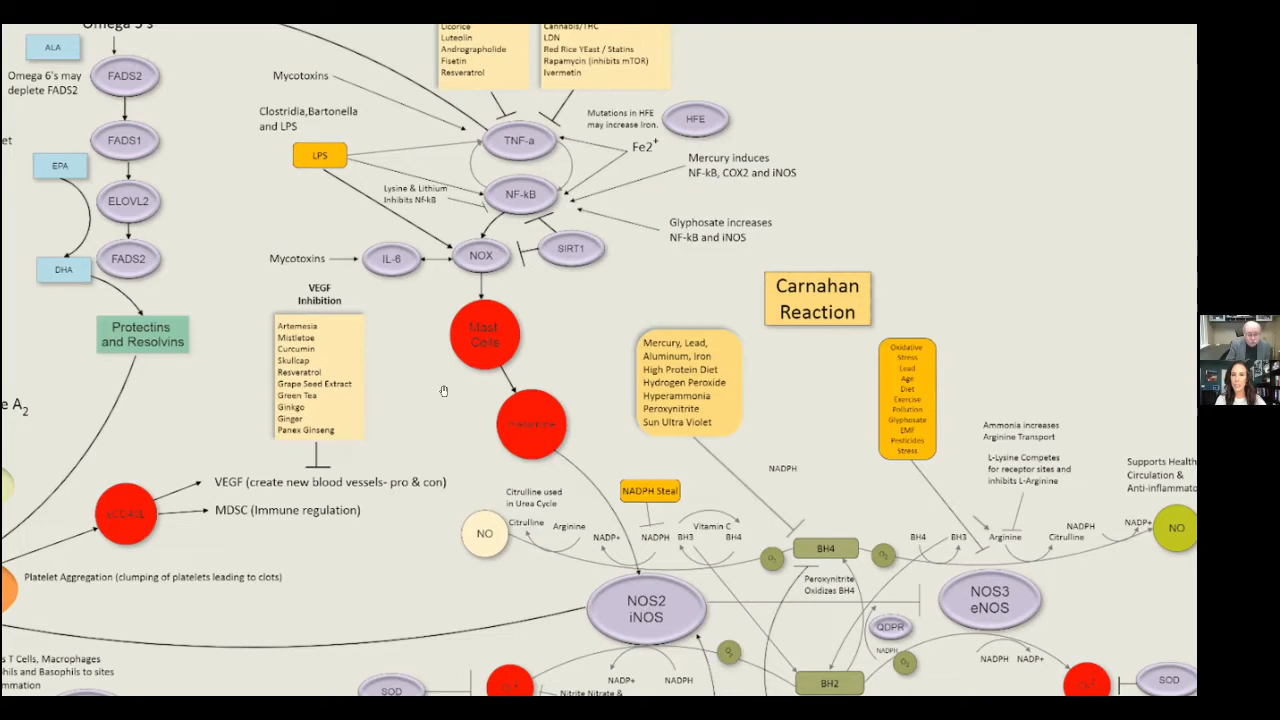 Omega 3's
ALA
Omega 6's may
deplete FADS2
FADS2
FADS1
et
EPA
ELOVL2
FADS2
DHA
Protectins
and Resolvins
e A2
Licorice
Luteolin
Andrographolide
Fisetin
Resveratrol
Cannabis/THC
LDN
Red Rice YEast / Statins
Rapamycin (inhibits mTOR)
Ivermetin
Mycotoxins
Clostridia,Bartonella
and LPS
LPS
TNF-a
Mutations in HFE
may increase Iron.
HFE
Fe2+
Mercury induces
NF-kB, COX2 and iNOS
Lysine & Lithium
Inhibits Nf-kB
NF-kB
Glyphosate increases
NF-kB and iNOS
Mycotoxins
IL-6
NOX
SIRT1
VEGF
Inhibition
Artemesia
Mistletoe
Curcumin
Skullcap
Resveratrol
Grape Seed Extract
Green Tea
Ginkgo
Ginger
Panex Ginseng
Mast
Cells
Histamine
Carnahan
Reaction
Mercury, Lead,
Aluminum, Iron
High Protein Diet
Hydrogen Peroxide
Hyperammonia
Peroxynitrite
Sun Ultra Violet
Oxidative
Stress
Lead
Age
Diet
Exercise
Pollution
Glyphosate
EMF
Pesticides
Stress
Ammonia increases
Arginine Transport
L-Lysine Competes
for receptor sites and
inhibits L-Arginine
Supports Health
Circulation &
Anti-inflammato
NADPH
VEGF (create new blood vessels- pro & con)
sCD40L
MDSC (Immune regulation)
Platelet Aggregation (clumping of platelets leading to clots)
Citrulline used
in Urea Cycle
NADPH Steal
NO
Citrulline
Arginine
NADP+
NADPH
Vitamin C
BH3
BH4
O2
BH4
O2
BH4
BH3
Arginine
NADPH
Citrulline
NADP+
NO
Peroxynitrite
Oxidizes BH4
NOS2
iNOS
NOS3
eNOS
QDPR
NADPH
O2
O2
BH2
NADP+
NADPH
NADPH
NADP+
s T Cells, Macrophages
hils and Basophils to sites
ammation
SOD
Nitrite Nitrate &
SOD